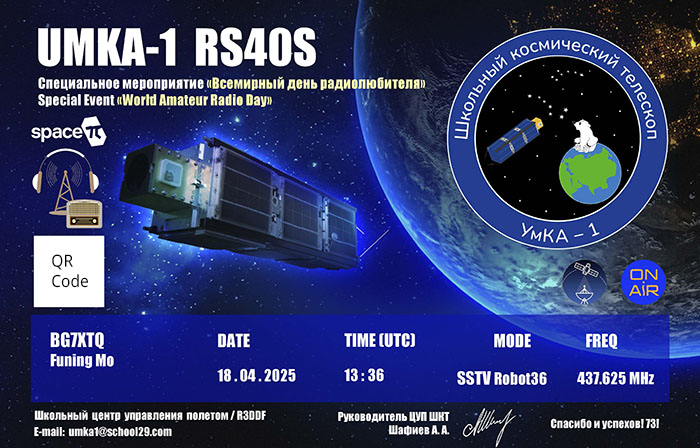 UMKA-1 RS40S
Специальное мероприятие «Всемирный день радиолюбителя»
Special Event «World Amateur Radio Day»
space π
Школьный космический телескоп
УмКА – 1
QR
Code
ON
AIR
BG7XTQ
Funing Mo
DATE
18.04.2025
TIME (UTC)
13:36
MODE
SSTV Robot36
FREQ
437.625 MHz
Школьный центр управления полетом / R3DDF
E-mail: umka1@school29.com
Руководитель ЦУП ШКТ
Шафиев А. А.
Спасибо и успехов! 73!